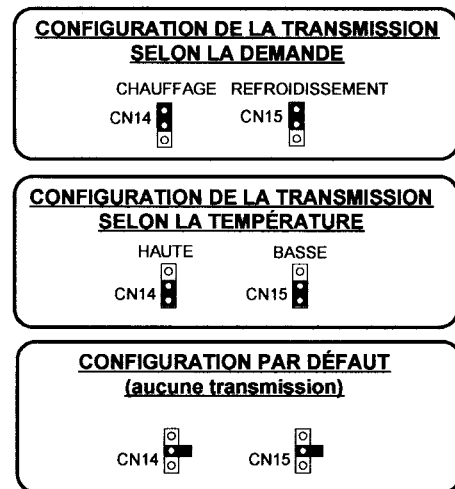 CONFIGURATION DE LA TRANSMISSION
SELON LA DEMANDE
CHAUFFAGE REFROIDISSEMENT
CN14 CN15
CONFIGURATION DE LA TRANSMISSION
SELON LA TEMPÉRATURE
HAUTE BASSE
CN14 CN15
CONFIGURATION PAR DÉFAUT
(aucune transmission)
CN14 CN15